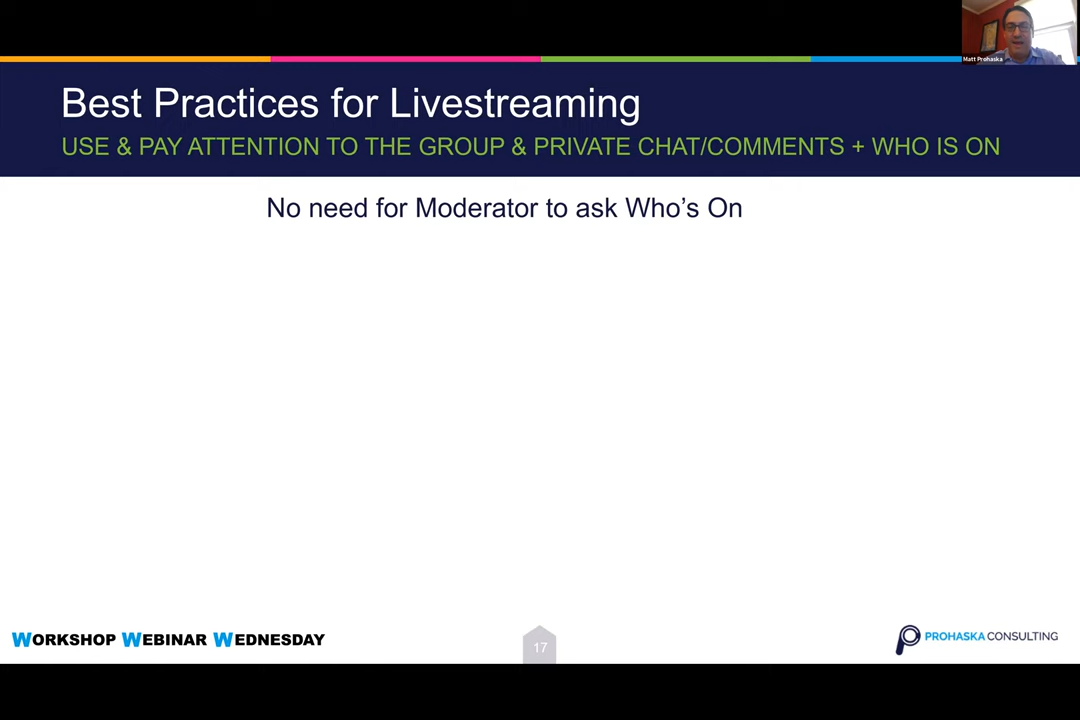 Matt Prohaska
Best Practices for Livestreaming
USE & PAY ATTENTION TO THE GROUP & PRIVATE CHAT/COMMENTS + WHO IS ON
No need for Moderator to ask Who’s On
WORKSHOP WEBINAR WEDNESDAY
17
PROHASKA CONSULTING